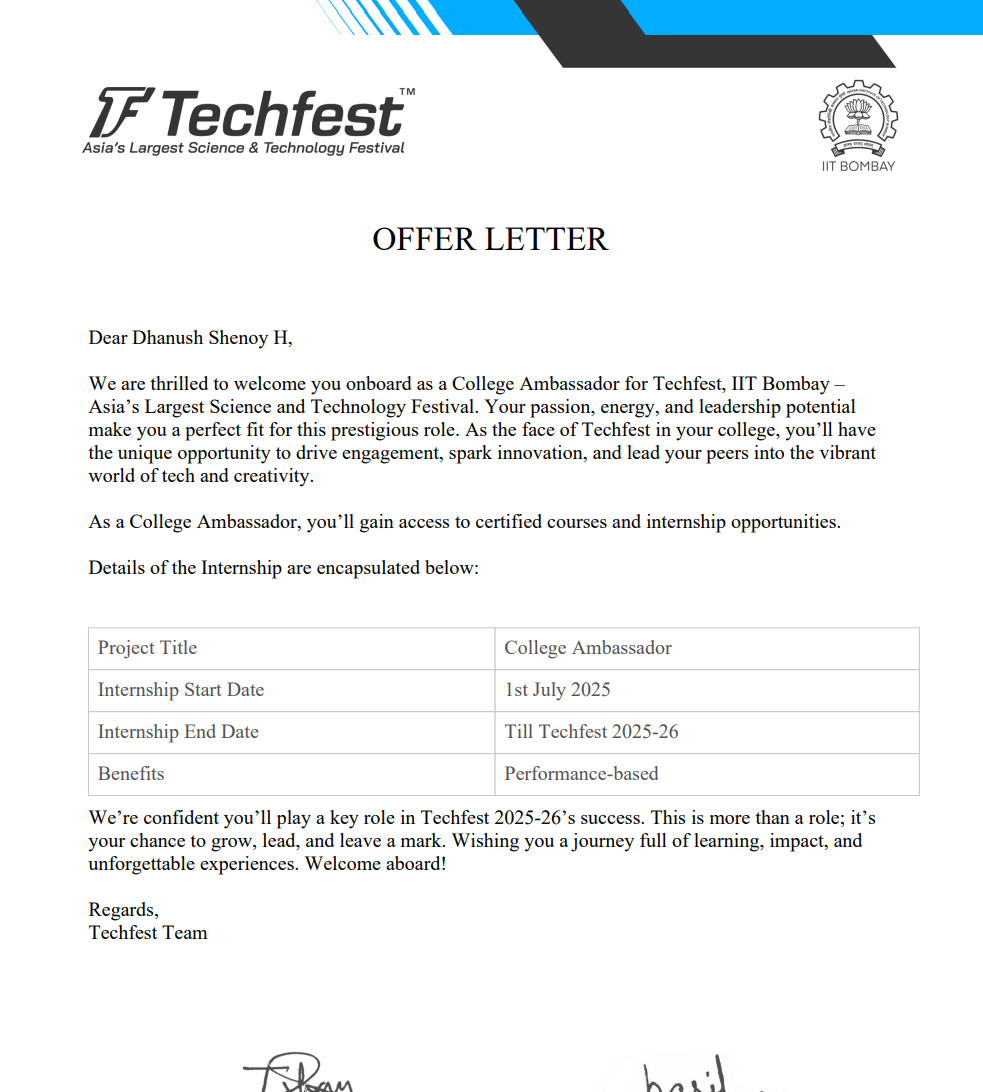 Techfest™
Asia's Largest Science & Technology Festival
IIT BOMBAY
OFFER LETTER
Dear Dhanush Shenoy H,
We are thrilled to welcome you onboard as a College Ambassador for Techfest, IIT Bombay –
Asia’s Largest Science and Technology Festival. Your passion, energy, and leadership potential
make you a perfect fit for this prestigious role. As the face of Techfest in your college, you’ll have
the unique opportunity to drive engagement, spark innovation, and lead your peers into the vibrant
world of tech and creativity.
As a College Ambassador, you’ll gain access to certified courses and internship opportunities.
Details of the Internship are encapsulated below:
Project Title College Ambassador
Internship Start Date 1st July 2025
Internship End Date Till Techfest 2025-26
Benefits Performance-based
We’re confident you’ll play a key role in Techfest 2025-26’s success. This is more than a role; it’s
your chance to grow, lead, and leave a mark. Wishing you a journey full of learning, impact, and
unforgettable experiences. Welcome aboard!
Regards,
Techfest Team